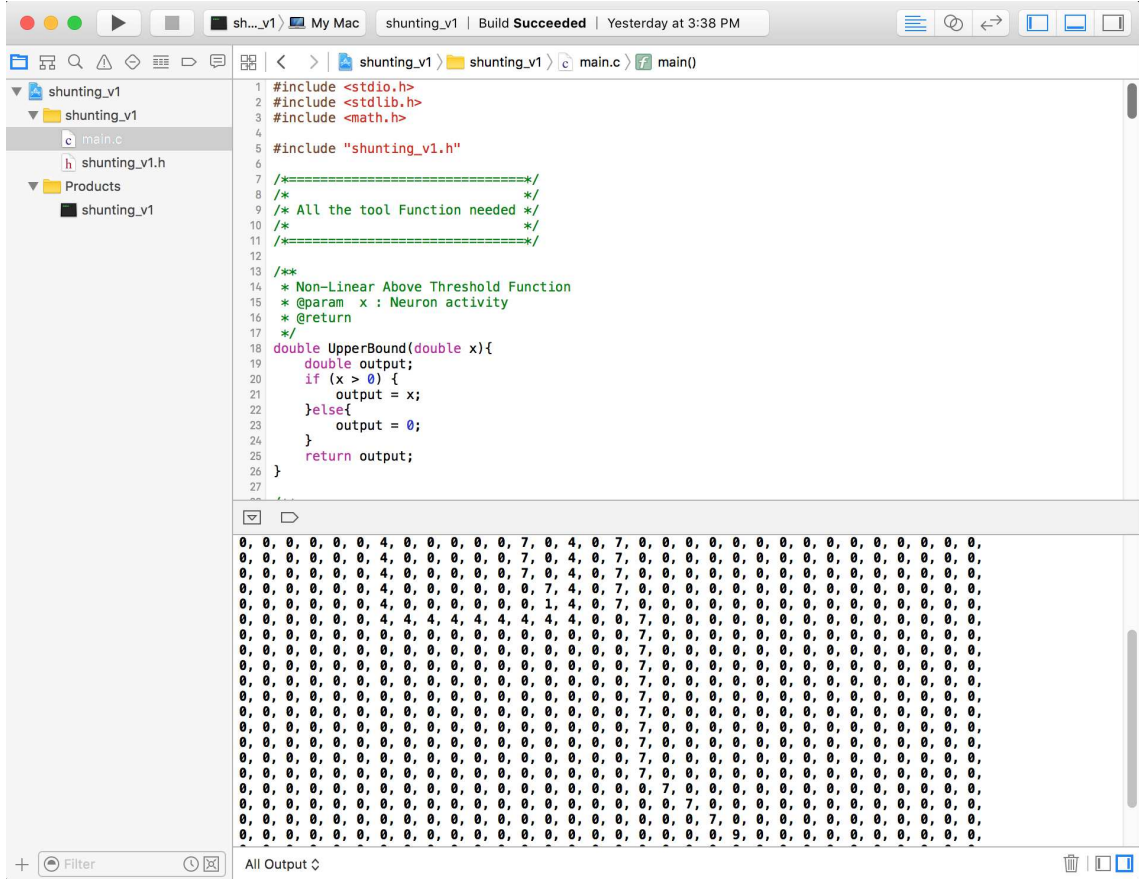 sh..._v1 My Mac
shunting_v1 | Build Succeeded | Yesterday at 3:38 PM
shunting_v1 shunting_v1 main.c main()
shunting_v1
shunting_v1
main.c
shunting_v1.h
Products
shunting_v1
1 #include <stdio.h>
2 #include <stdlib.h>
3 #include <math.h>
4
5 #include "shunting_v1.h"
6
7 /*==============================*/
8 /*                              */
9 /* All the tool Function needed */
10 /*                              */
11 /*==============================*/
12
13 /**
14  * Non-Linear Above Threshold Function
15  * @param  x : Neuron activity
16  * @return
17  */
18 double UpperBound(double x){
19     double output;
20     if (x > 0) {
21         output = x;
22     }else{
23         output = 0;
24     }
25     return output;
26 }
27
0, 0, 0, 0, 0, 0, 4, 0, 0, 0, 0, 0, 7, 0, 4, 0, 7, 0, 0, 0, 0, 0, 0, 0, 0, 0, 0, 0, 0, 0, 0, 0,
0, 0, 0, 0, 0, 0, 4, 0, 0, 0, 0, 0, 7, 0, 4, 0, 7, 0, 0, 0, 0, 0, 0, 0, 0, 0, 0, 0, 0, 0, 0, 0,
0, 0, 0, 0, 0, 0, 4, 0, 0, 0, 0, 0, 7, 0, 4, 0, 7, 0, 0, 0, 0, 0, 0, 0, 0, 0, 0, 0, 0, 0, 0, 0,
0, 0, 0, 0, 0, 0, 4, 0, 0, 0, 0, 0, 0, 7, 4, 0, 7, 0, 0, 0, 0, 0, 0, 0, 0, 0, 0, 0, 0, 0, 0, 0,
0, 0, 0, 0, 0, 0, 4, 0, 0, 0, 0, 0, 0, 1, 4, 0, 7, 0, 0, 0, 0, 0, 0, 0, 0, 0, 0, 0, 0, 0, 0, 0,
0, 0, 0, 0, 0, 0, 4, 4, 4, 4, 4, 4, 4, 4, 4, 0, 0, 7, 0, 0, 0, 0, 0, 0, 0, 0, 0, 0, 0, 0, 0, 0,
0, 0, 0, 0, 0, 0, 0, 0, 0, 0, 0, 0, 0, 0, 0, 0, 0, 7, 0, 0, 0, 0, 0, 0, 0, 0, 0, 0, 0, 0, 0, 0,
0, 0, 0, 0, 0, 0, 0, 0, 0, 0, 0, 0, 0, 0, 0, 0, 0, 7, 0, 0, 0, 0, 0, 0, 0, 0, 0, 0, 0, 0, 0, 0,
0, 0, 0, 0, 0, 0, 0, 0, 0, 0, 0, 0, 0, 0, 0, 0, 0, 7, 0, 0, 0, 0, 0, 0, 0, 0, 0, 0, 0, 0, 0, 0,
0, 0, 0, 0, 0, 0, 0, 0, 0, 0, 0, 0, 0, 0, 0, 0, 0, 7, 0, 0, 0, 0, 0, 0, 0, 0, 0, 0, 0, 0, 0, 0,
0, 0, 0, 0, 0, 0, 0, 0, 0, 0, 0, 0, 0, 0, 0, 0, 0, 7, 0, 0, 0, 0, 0, 0, 0, 0, 0, 0, 0, 0, 0, 0,
0, 0, 0, 0, 0, 0, 0, 0, 0, 0, 0, 0, 0, 0, 0, 0, 0, 7, 0, 0, 0, 0, 0, 0, 0, 0, 0, 0, 0, 0, 0, 0,
0, 0, 0, 0, 0, 0, 0, 0, 0, 0, 0, 0, 0, 0, 0, 0, 0, 7, 0, 0, 0, 0, 0, 0, 0, 0, 0, 0, 0, 0, 0, 0,
0, 0, 0, 0, 0, 0, 0, 0, 0, 0, 0, 0, 0, 0, 0, 0, 0, 7, 0, 0, 0, 0, 0, 0, 0, 0, 0, 0, 0, 0, 0, 0,
0, 0, 0, 0, 0, 0, 0, 0, 0, 0, 0, 0, 0, 0, 0, 0, 0, 7, 0, 0, 0, 0, 0, 0, 0, 0, 0, 0, 0, 0, 0, 0,
0, 0, 0, 0, 0, 0, 0, 0, 0, 0, 0, 0, 0, 0, 0, 0, 0, 7, 0, 0, 0, 0, 0, 0, 0, 0, 0, 0, 0, 0, 0, 0,
0, 0, 0, 0, 0, 0, 0, 0, 0, 0, 0, 0, 0, 0, 0, 0, 0, 0, 7, 0, 0, 0, 0, 0, 0, 0, 0, 0, 0, 0, 0, 0,
0, 0, 0, 0, 0, 0, 0, 0, 0, 0, 0, 0, 0, 0, 0, 0, 0, 0, 0, 7, 0, 0, 0, 0, 0, 0, 0, 0, 0, 0, 0, 0,
0, 0, 0, 0, 0, 0, 0, 0, 0, 0, 0, 0, 0, 0, 0, 0, 0, 0, 0, 0, 7, 0, 0, 0, 0, 0, 0, 0, 0, 0, 0, 0,
0, 0, 0, 0, 0, 0, 0, 0, 0, 0, 0, 0, 0, 0, 0, 0, 0, 0, 0, 0, 0, 9, 0, 0, 0, 0, 0, 0, 0, 0, 0, 0,
Filter
All Output